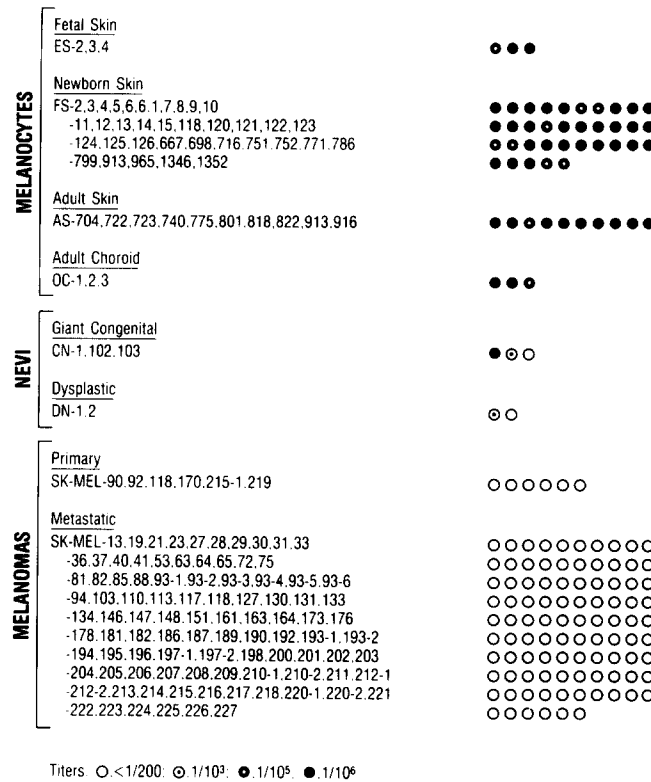 MELANOCYTES
Fetal Skin
ES-2,3.4
Newborn Skin
FS-2,3,4,5,6,6.1,7,8,9,10
-11,12,13,14,15,118.120,121,122,123
-124.125.126.667.698.716.751.752.771.786
-799,913,965,1346,1352
Adult Skin
AS-704,722,723.740.775.801.818,822,913.916
Adult Choroid
OC-1.2.3
NEVI
Giant Congenital
CN-1.102.103
Dysplastic
DN-1.2
MELANOMAS
Primary
SK-MEL-90.92.118.170.215-1.219
Metastatic
SK-MEL-13.19.21.23.27.28.29.30.31.33
-36.37.40.41.53.63.64.65.72.75
-81.82.85.88.93-1.93-2.93-3.93-4.93-5.93-6
-94.103.110.113.117.118.127.130.131.133
-134.146.147.148.151.161.163.164.173.176
-178.181.182.186.187.189.190.192.193-1.193-2
-194.195.196.197-1.197-2.198.200.201.202.203
-204.205.206.207.208.209.210-1.210-2.211.212-1
-212-2.213.214.215.216.217.218.220-1.220-2.221
-222.223.224.225.226.227
Titers: ○.<1/200; ⊙.1/10³; ◉.1/10⁵; ●.1/10⁶